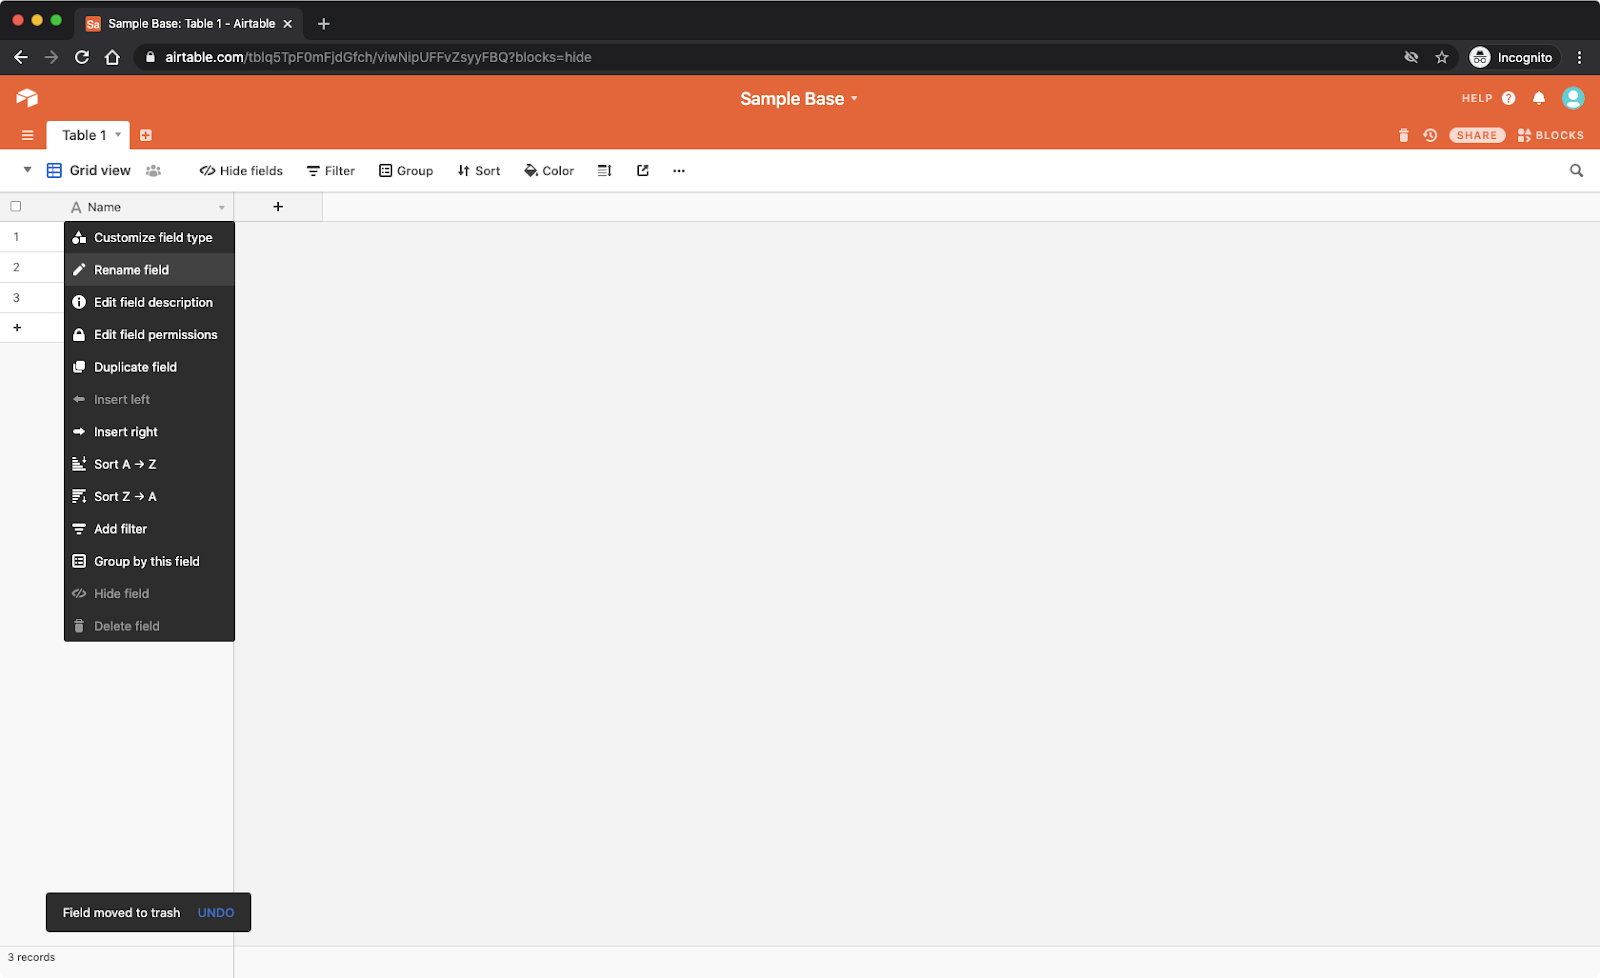 Sa Sample Base: Table 1 - Airtable
airtable.com/tblq5TpF0mFjdGfch/viwNipUFFvZsyyFBQ?blocks=hide
Incognito
Sample Base
HELP
Table 1
SHARE
BLOCKS
Grid view
Hide fields
Filter
Group
Sort
Color
A Name
1
2
3
Customize field type
Rename field
Edit field description
Edit field permissions
Duplicate field
Insert left
Insert right
Sort A → Z
Sort Z → A
Add filter
Group by this field
Hide field
Delete field
Field moved to trash UNDO
3 records